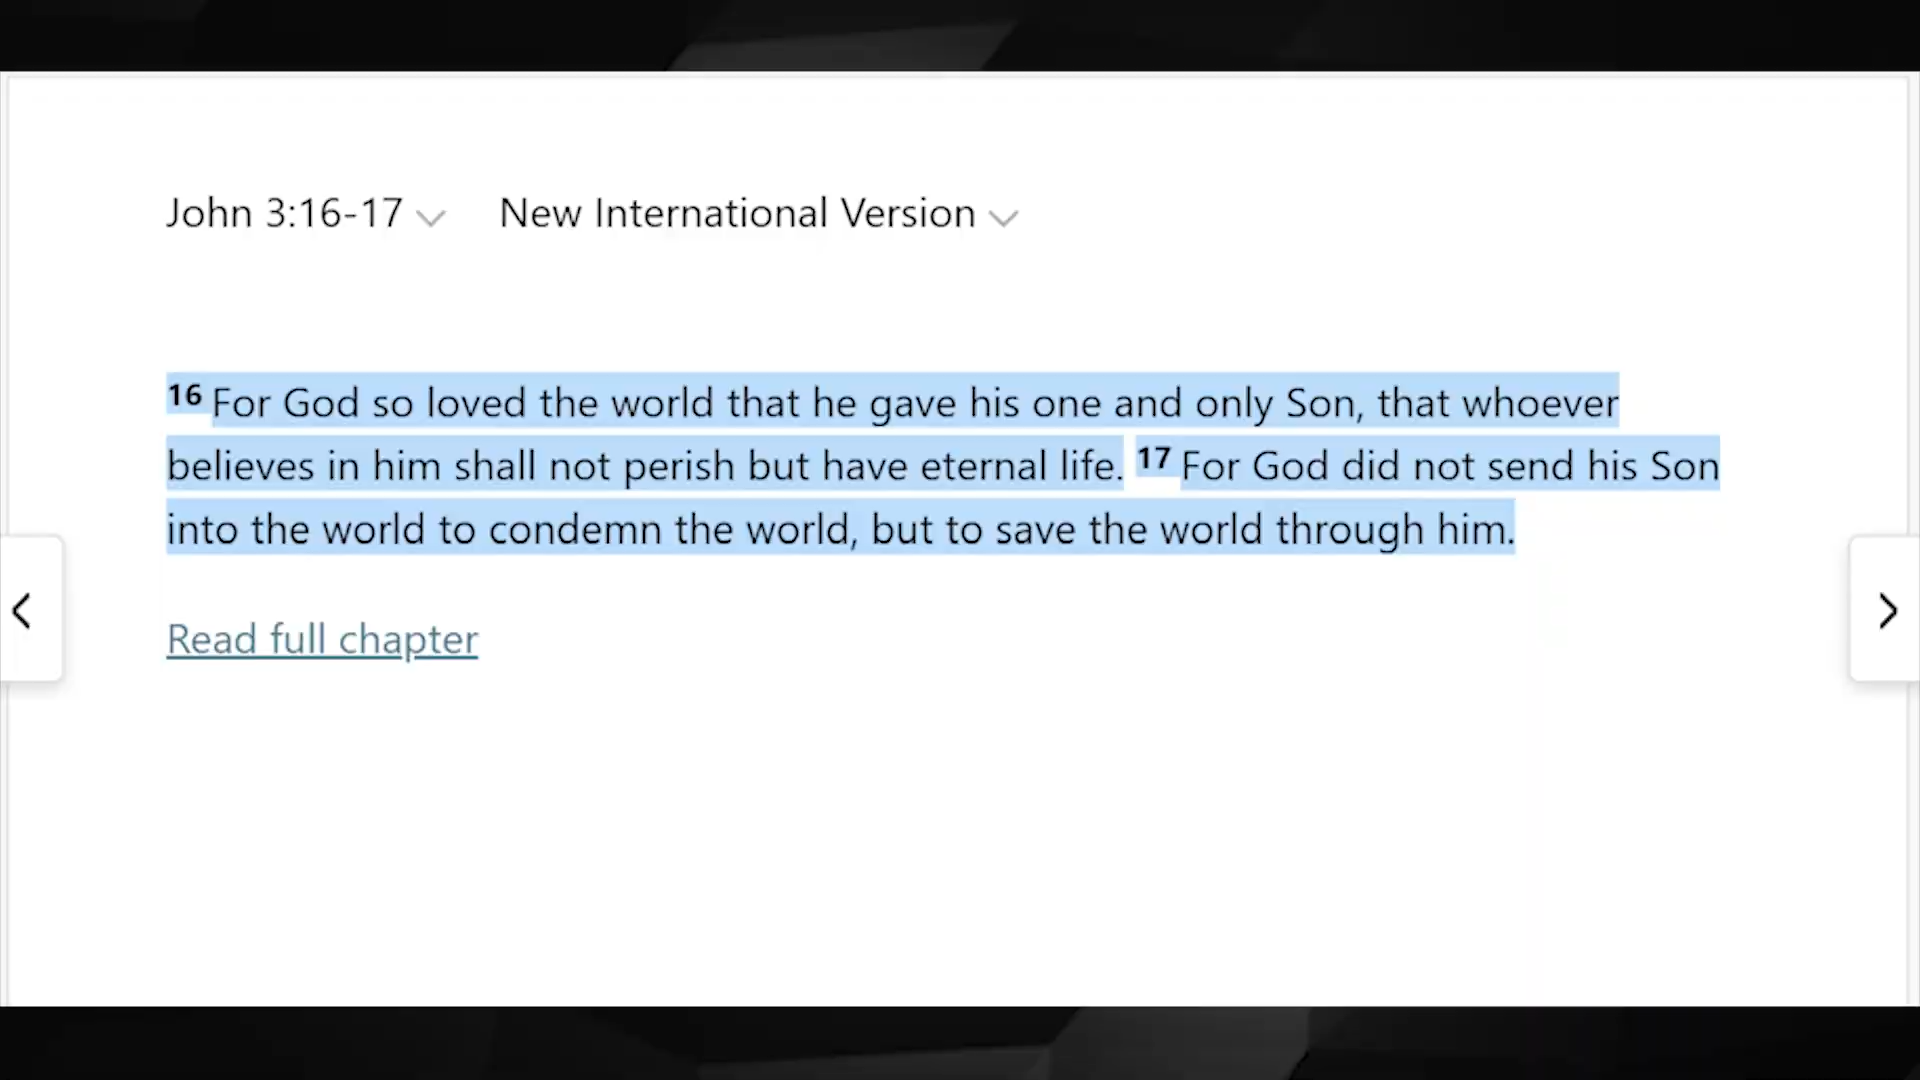 John 3:16-17 New International Version
16 For God so loved the world that he gave his one and only Son, that whoever
believes in him shall not perish but have eternal life. 17 For God did not send his Son
into the world to condemn the world, but to save the world through him.
Read full chapter